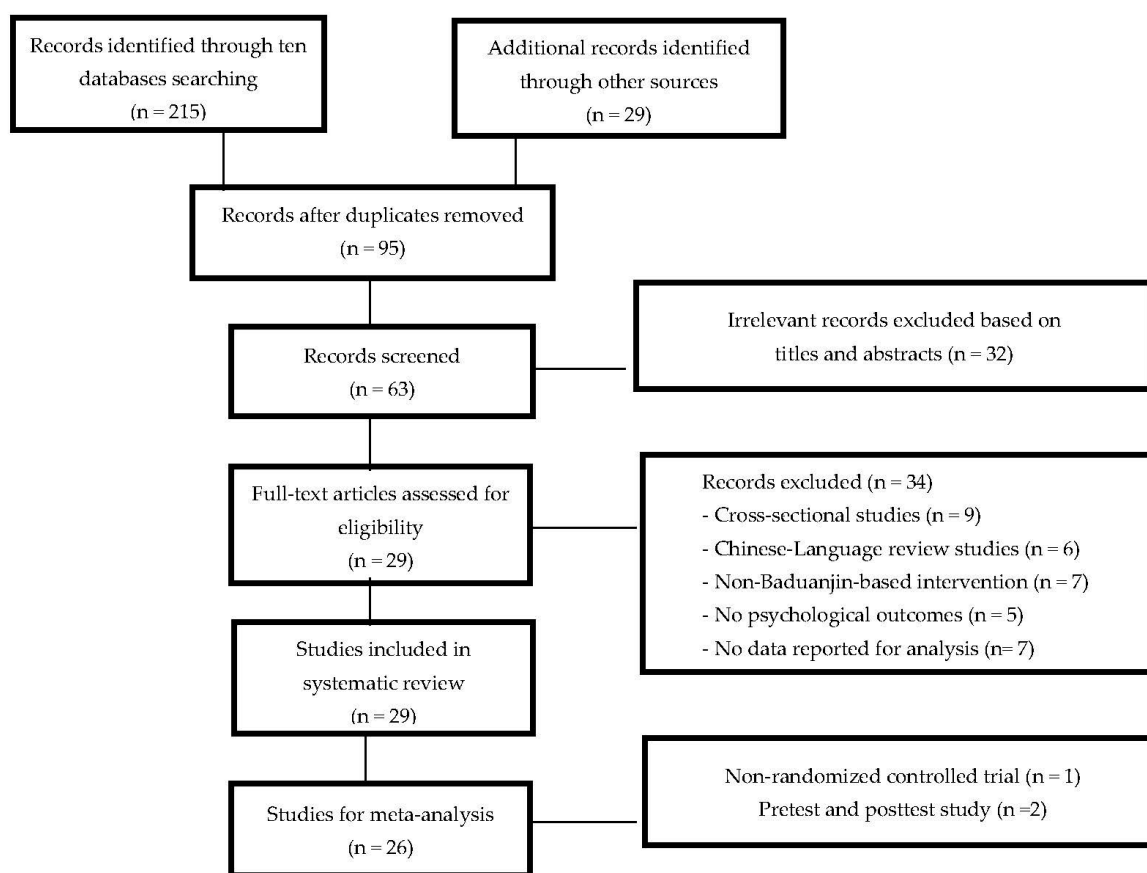 Records identified through ten
databases searching
(n = 215)
Additional records identified
through other sources
(n = 29)
Records after duplicates removed
(n = 95)
Records screened
(n = 63)
Irrelevant records excluded based on
titles and abstracts (n = 32)
Full-text articles assessed for
eligibility
(n = 29)
Records excluded (n = 34)
- Cross-sectional studies (n = 9)
- Chinese-Language review studies (n = 6)
- Non-Baduanjin-based intervention (n = 7)
- No psychological outcomes (n = 5)
- No data reported for analysis (n= 7)
Studies included in
systematic review
(n = 29)
Studies for meta-analysis
(n = 26)
Non-randomized controlled trial (n = 1)
Pretest and posttest study (n =2)